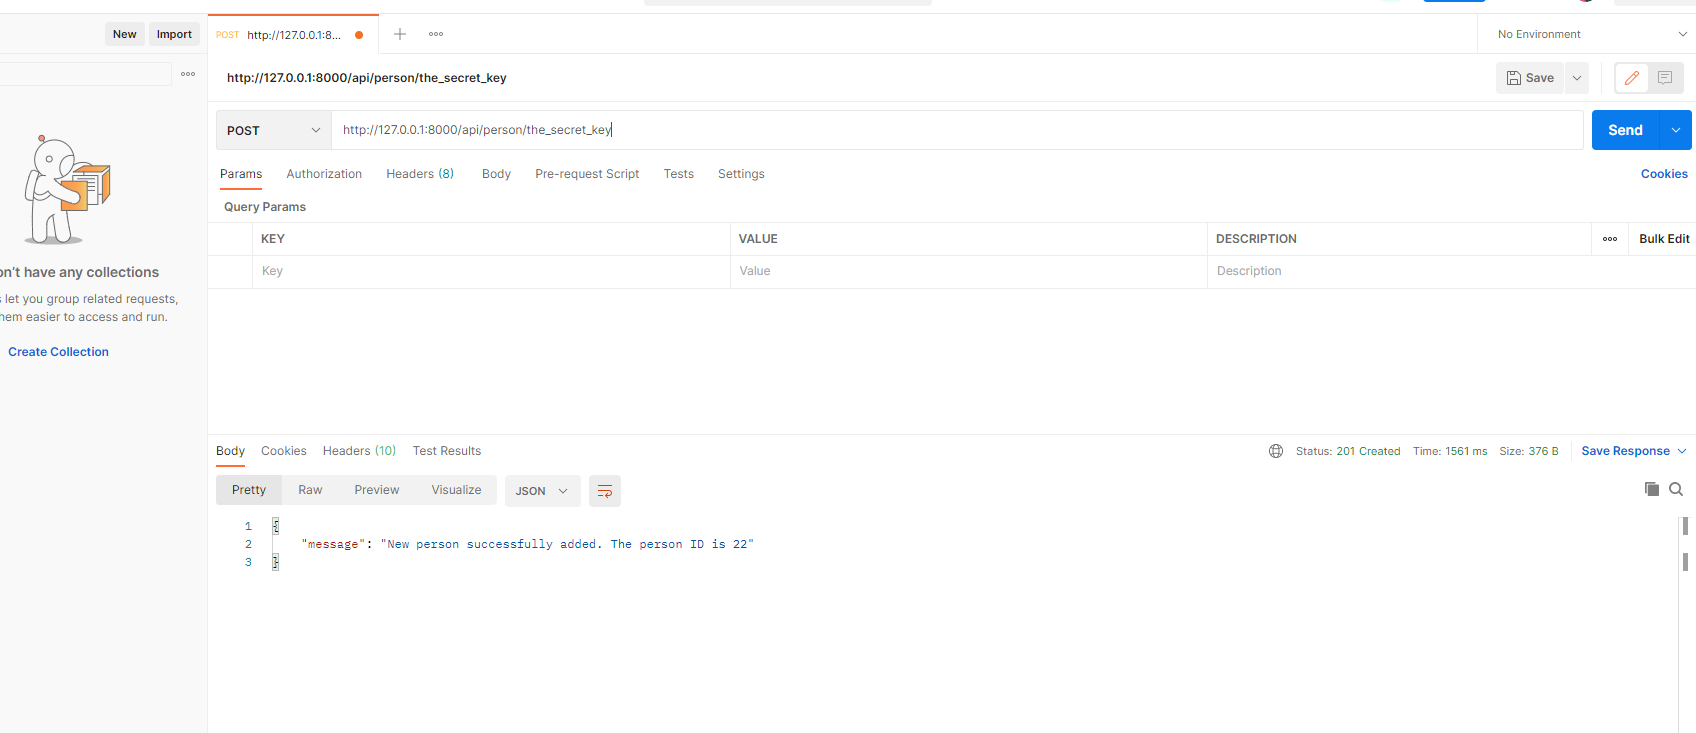 New Import POST http://127.0.0.1:8... No Environment
http://127.0.0.1:8000/api/person/the_secret_key Save
POST http://127.0.0.1:8000/api/person/the_secret_key Send
Params Authorization Headers (8) Body Pre-request Script Tests Settings Cookies
Query Params
KEY VALUE DESCRIPTION Bulk Edit
Key Value Description
n't have any collections
let you group related requests,
hem easier to access and run.
Create Collection
Body Cookies Headers (10) Test Results Status: 201 Created Time: 1561 ms Size: 376 B Save Response
Pretty Raw Preview Visualize JSON
1 {
2 "message": "New person successfully added. The person ID is 22"
3 }